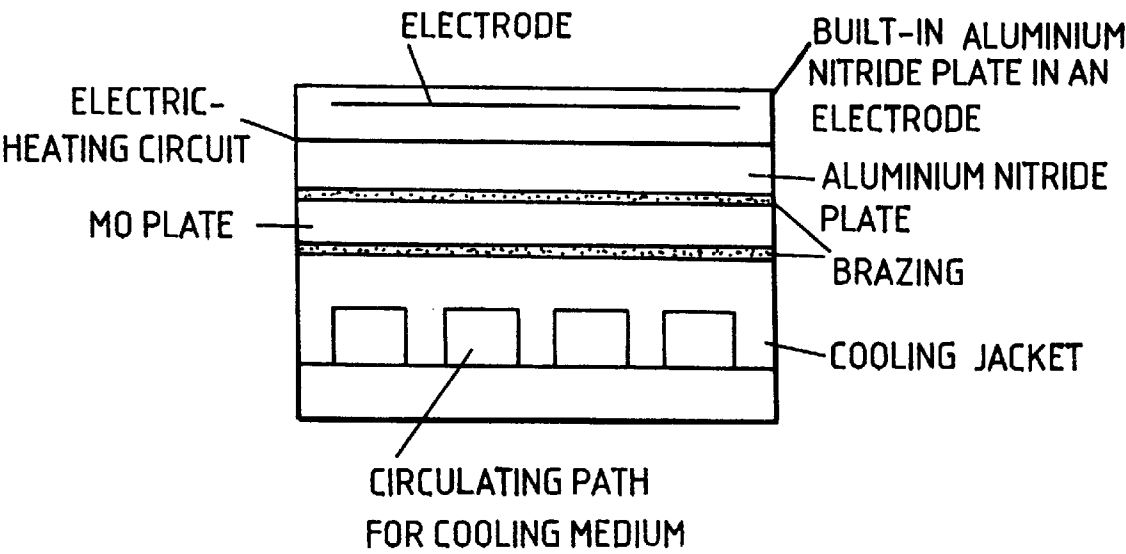 ELECTRODE
BUILT-IN ALUMINIUM
NITRIDE PLATE IN AN
ELECTRODE
ELECTRIC-
HEATING CIRCUIT
ALUMINIUM NITRIDE
PLATE
MO PLATE
BRAZING
COOLING JACKET
CIRCULATING PATH
FOR COOLING MEDIUM